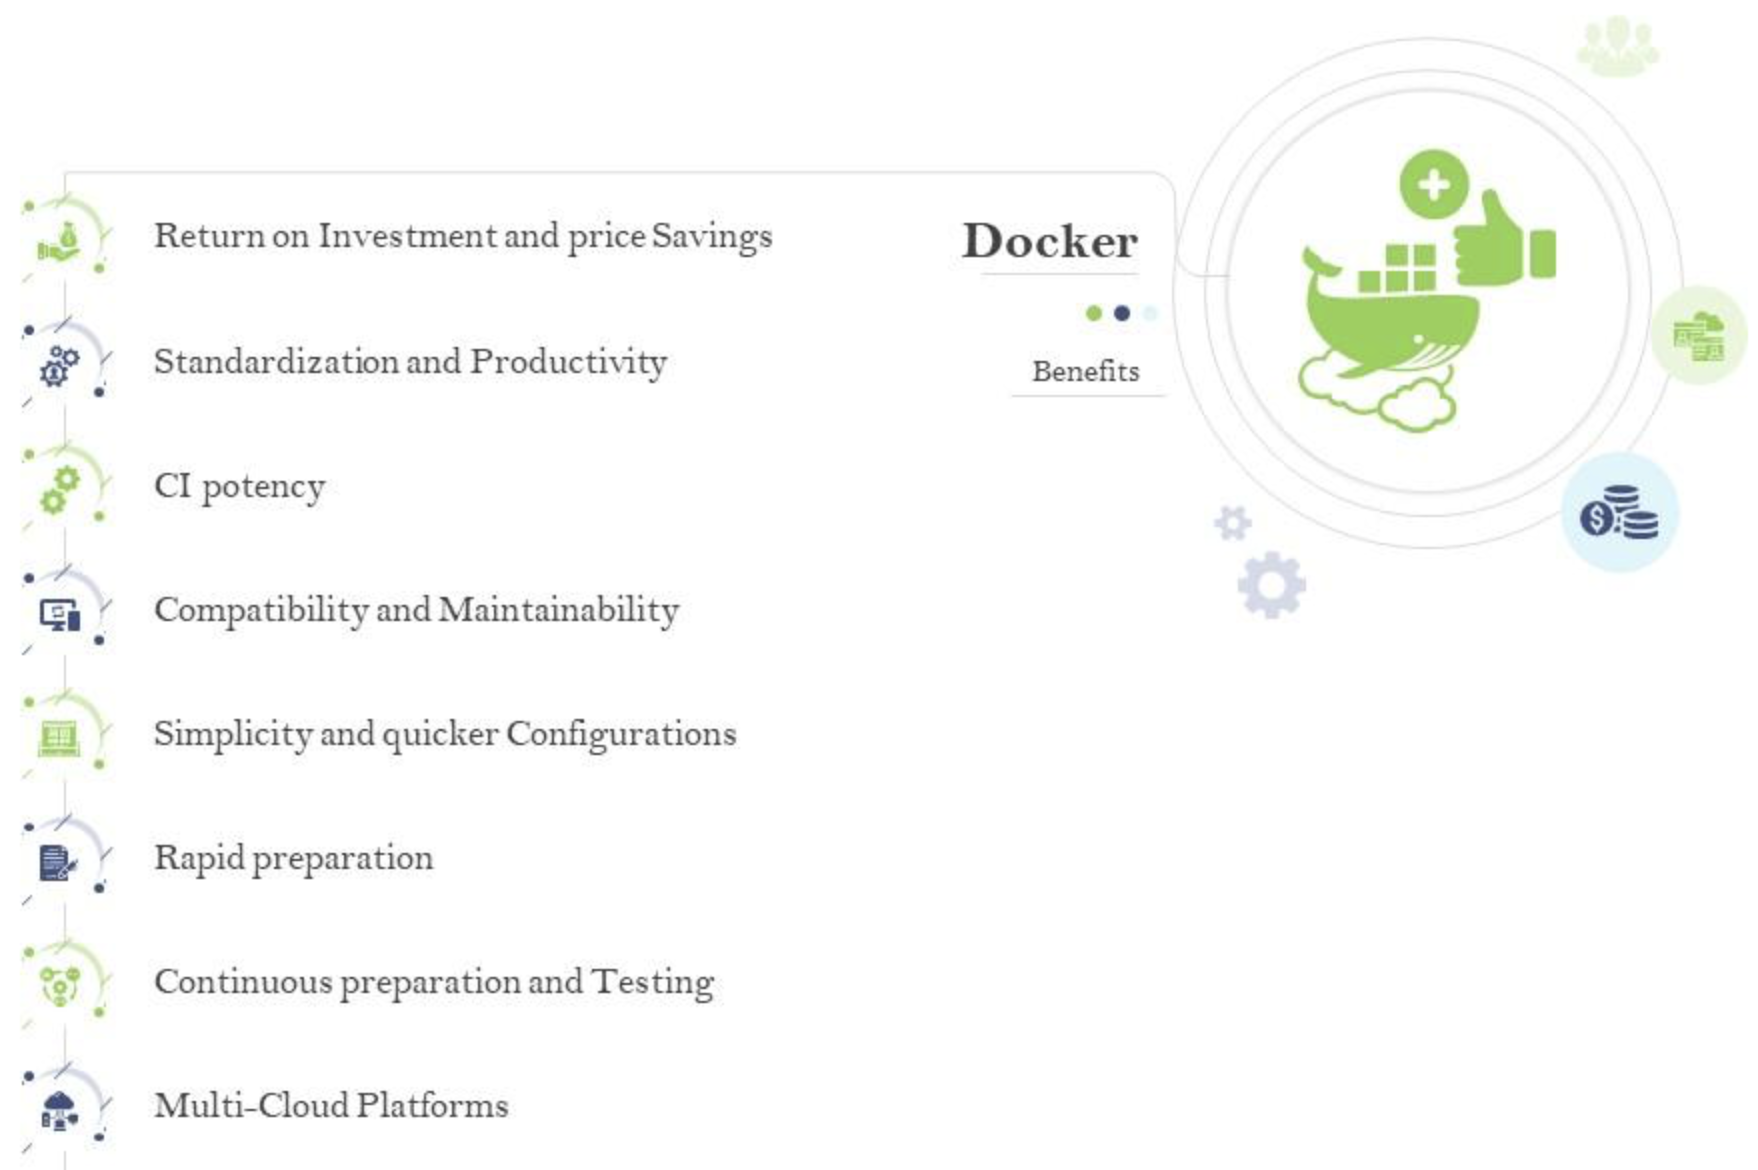 Docker
Benefits
Return on Investment and price Savings
Standardization and Productivity
CI potency
Compatibility and Maintainability
Simplicity and quicker Configurations
Rapid preparation
Continuous preparation and Testing
Multi-Cloud Platforms